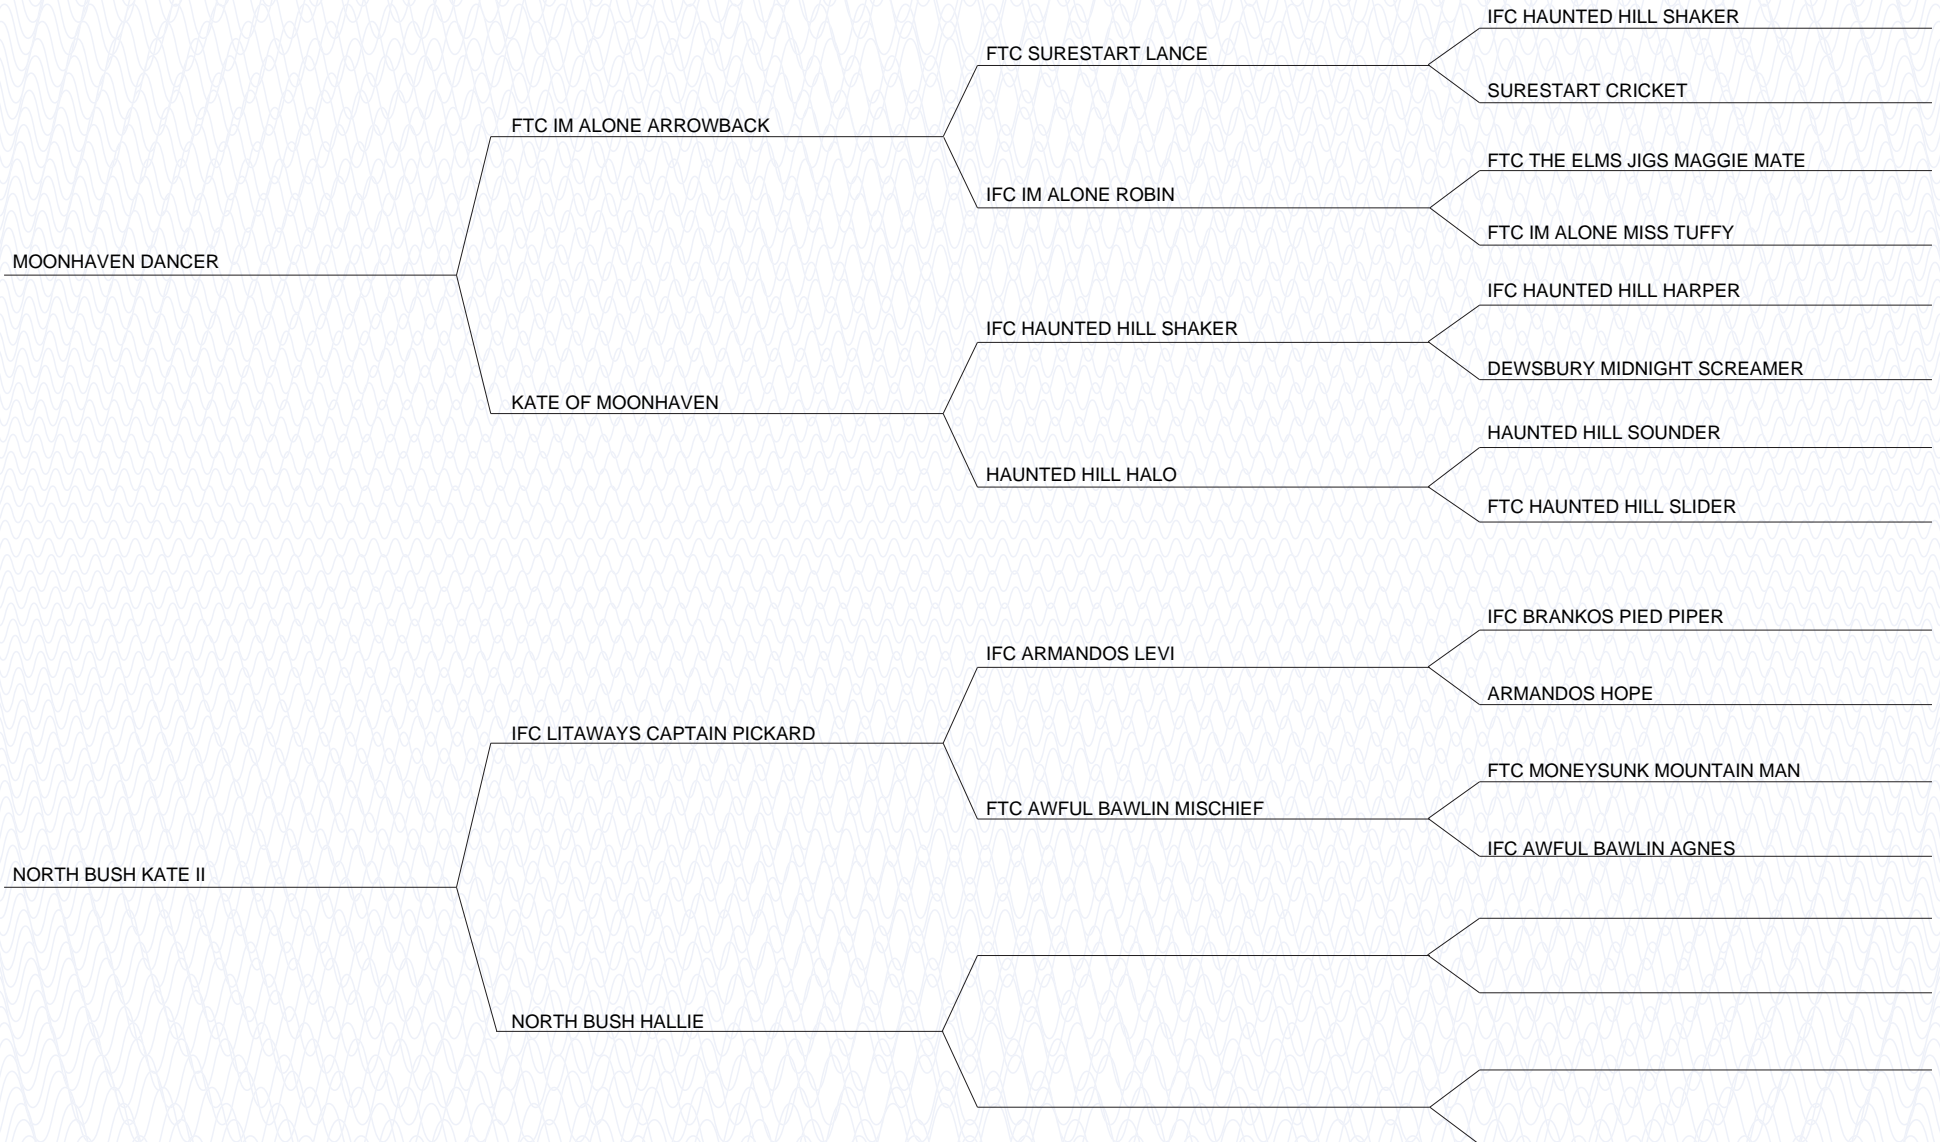 IFC HAUNTED HILL SHAKER
FTC SURESTART LANCE
SURESTART CRICKET
FTC IM ALONE ARROWBACK
FTC THE ELMS JIGS MAGGIE MATE
IFC IM ALONE ROBIN
FTC IM ALONE MISS TUFFY
MOONHAVEN DANCER
IFC HAUNTED HILL HARPER
IFC HAUNTED HILL SHAKER
DEWSBURY MIDNIGHT SCREAMER
KATE OF MOONHAVEN
HAUNTED HILL SOUNDER
HAUNTED HILL HALO
FTC HAUNTED HILL SLIDER
IFC BRANKOS PIED PIPER
IFC ARMANDOS LEVI
ARMANDOS HOPE
IFC LITAWAYS CAPTAIN PICKARD
FTC MONEYSUNK MOUNTAIN MAN
FTC AWFUL BAWLIN MISCHIEF
IFC AWFUL BAWLIN AGNES
NORTH BUSH KATE II
NORTH BUSH HALLIE